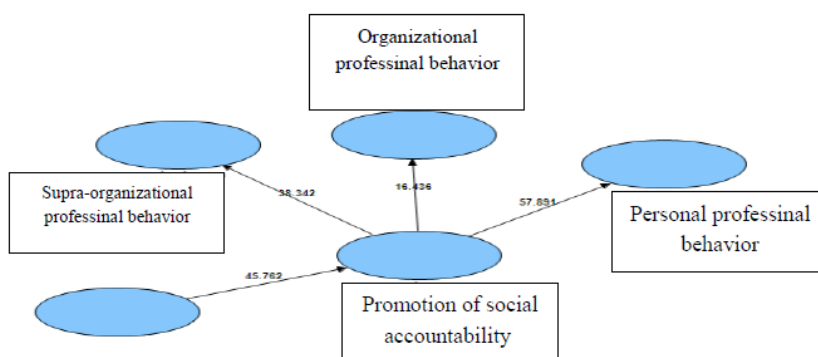 Organizational
professinal behavior
Supra-organizational
professinal behavior
38.342
16.436
57.891
Personal professinal
behavior
45.762
Promotion of social
accountability